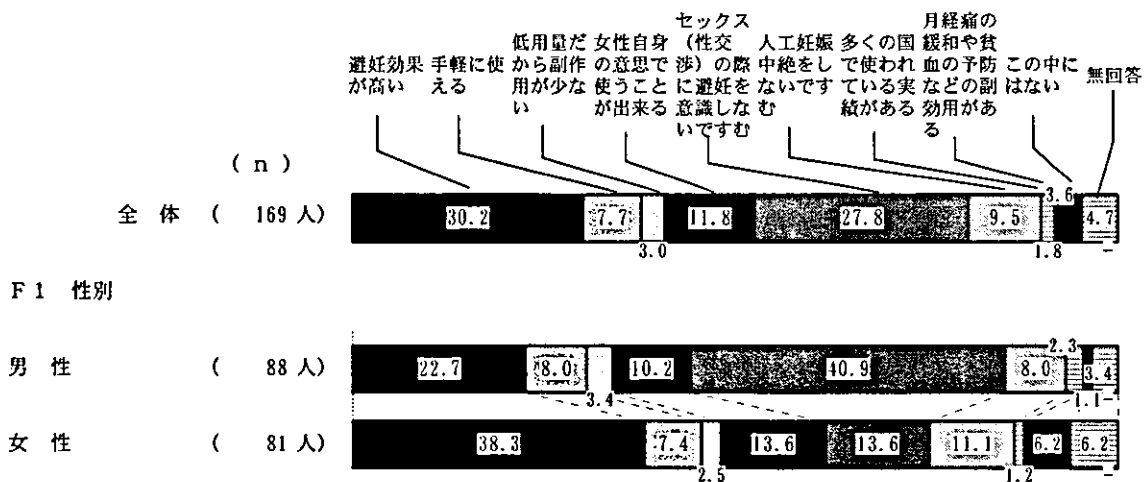 避妊効果
が高い
手軽に使
える
低用量だ
から副作
用が少な
い
女性自身
の意思で
使うこと
が出来る
セックス
（性交
渉）の際
に避妊を
意識しな
いですむ
人工妊娠
中絶をし
ないです
む
多くの国
で使われ
ている実
績がある
月経痛の
緩和や貧
血の予防
などの副
効用があ
る
この中に
はない
無回答
(n)
全体 (169人) 30.2 7.7 3.0 11.8 27.8 9.5 1.8 3.6 － 4.7
F1 性別
男性 (88人) 22.7 8.0 3.4 10.2 40.9 8.0 2.3 1.1 － 3.4
女性 (81人) 38.3 7.4 2.5 13.6 13.6 11.1 1.2 6.2 － 6.2